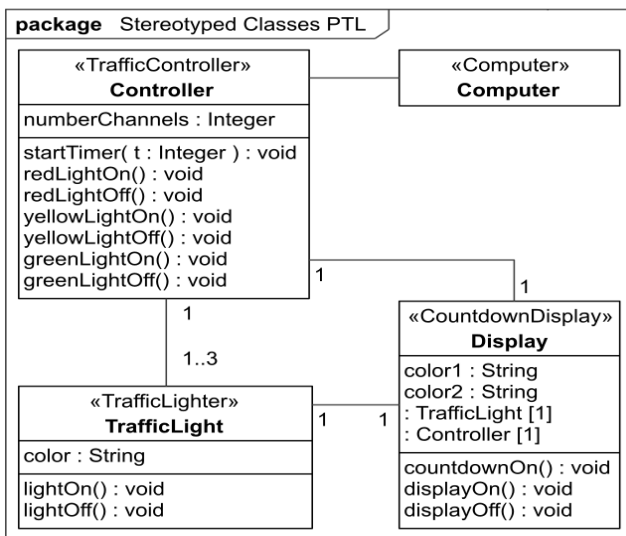 package Stereotyped Classes PTL
«TrafficController»
Controller
numberChannels : Integer
startTimer( t : Integer ) : void
redLightOn() : void
redLightOff() : void
yellowLightOn() : void
yellowLightOff() : void
greenLightOn() : void
greenLightOff() : void
«Computer»
Computer
1
1
1
1..3
«CountdownDisplay»
Display
color1 : String
color2 : String
: TrafficLight [1]
: Controller [1]
countdownOn() : void
displayOn() : void
displayOff() : void
«TrafficLighter»
TrafficLight
color : String
lightOn() : void
lightOff() : void
1
1